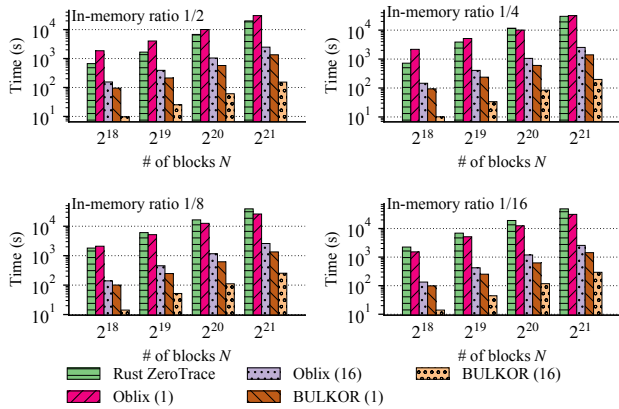 In-memory ratio 1/2
Time (s)
10^4
10^3
10^2
10^1
2^18 2^19 2^20 2^21
# of blocks N
In-memory ratio 1/4
Time (s)
10^4
10^3
10^2
10^1
2^18 2^19 2^20 2^21
# of blocks N
In-memory ratio 1/8
Time (s)
10^4
10^3
10^2
10^1
2^18 2^19 2^20 2^21
# of blocks N
In-memory ratio 1/16
Time (s)
10^4
10^3
10^2
10^1
2^18 2^19 2^20 2^21
# of blocks N
Rust ZeroTrace
Oblix (1)
Oblix (16)
BULKOR (1)
BULKOR (16)